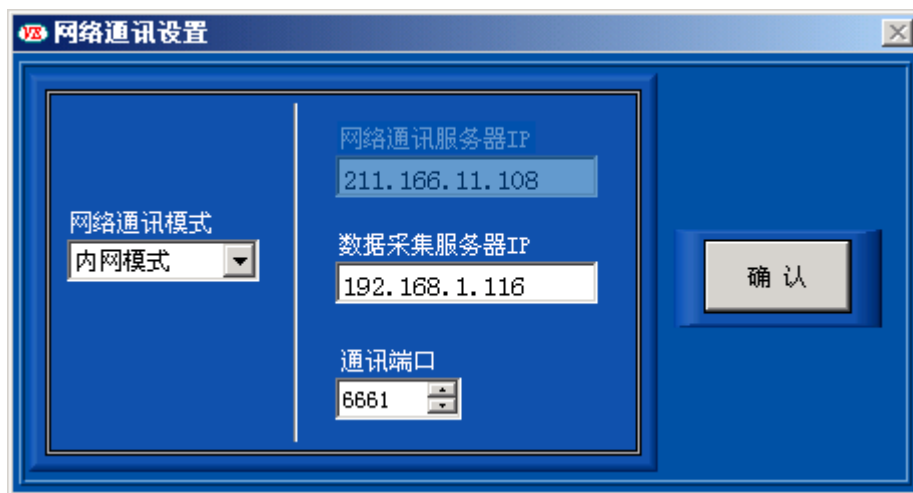 VE 网络通讯设置
网络通讯模式
内网模式
网络通讯服务器IP
211.166.11.108
数据采集服务器IP
192.168.1.116
通讯端口
6661
确 认